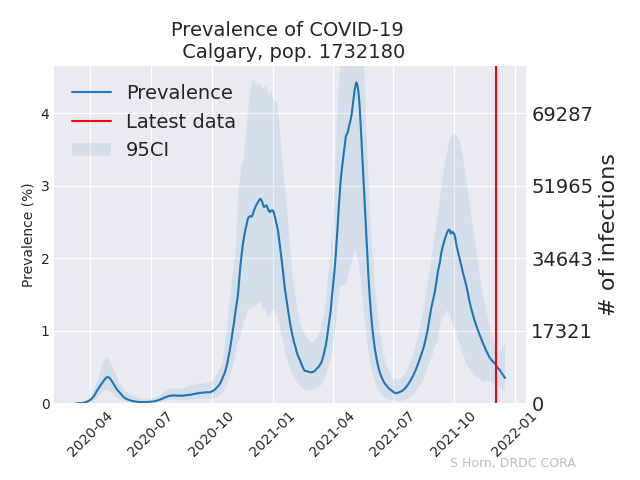 Prevalence of COVID-19
Calgary, pop. 1732180
Prevalence
Latest data
95CI
Prevalence (%)
4
3
2
1
0
69287
51965
34643
17321
0
# of infections
2020-04
2020-07
2020-10
2021-01
2021-04
2021-07
2021-10
2022-01
S Horn, DRDC CORA